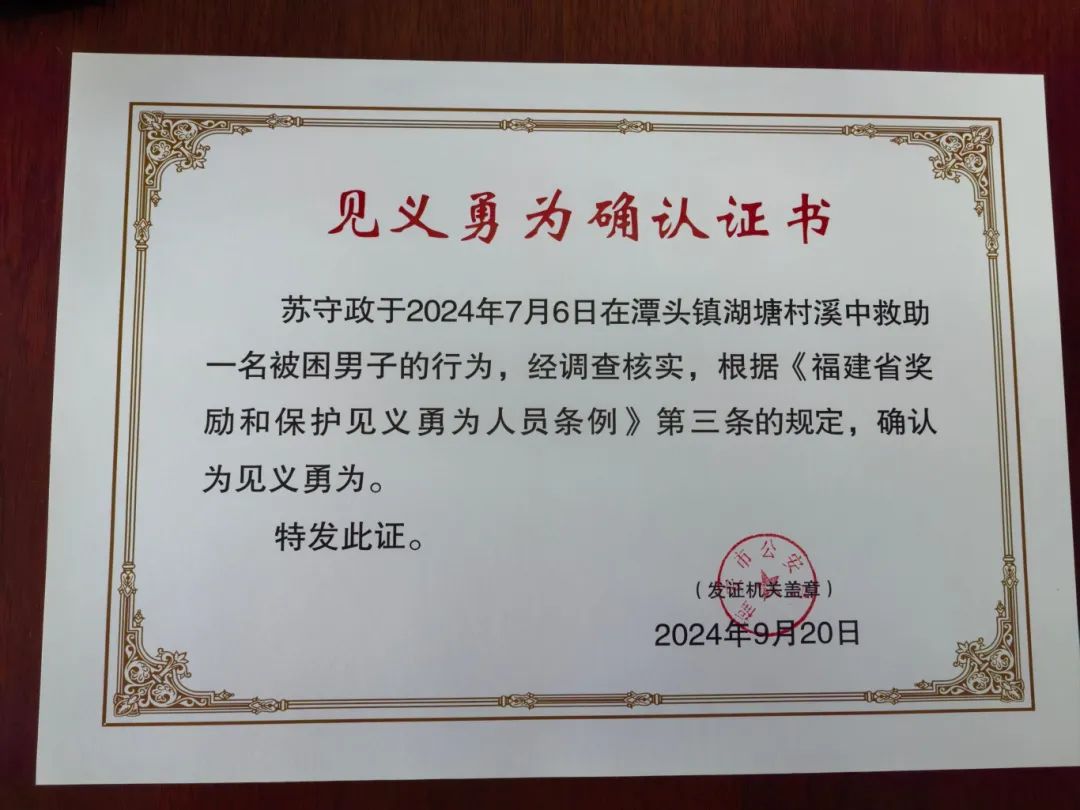 见义勇为确认证书
苏守政于2024年7月6日在潭头镇湖塘村溪中救助
一名被困男子的行为，经调查核实，根据《福建省奖
励和保护见义勇为人员条例》第三条的规定，确认
为见义勇为。
特发此证。
市公安
（发证机关盖章）
2024年9月20日